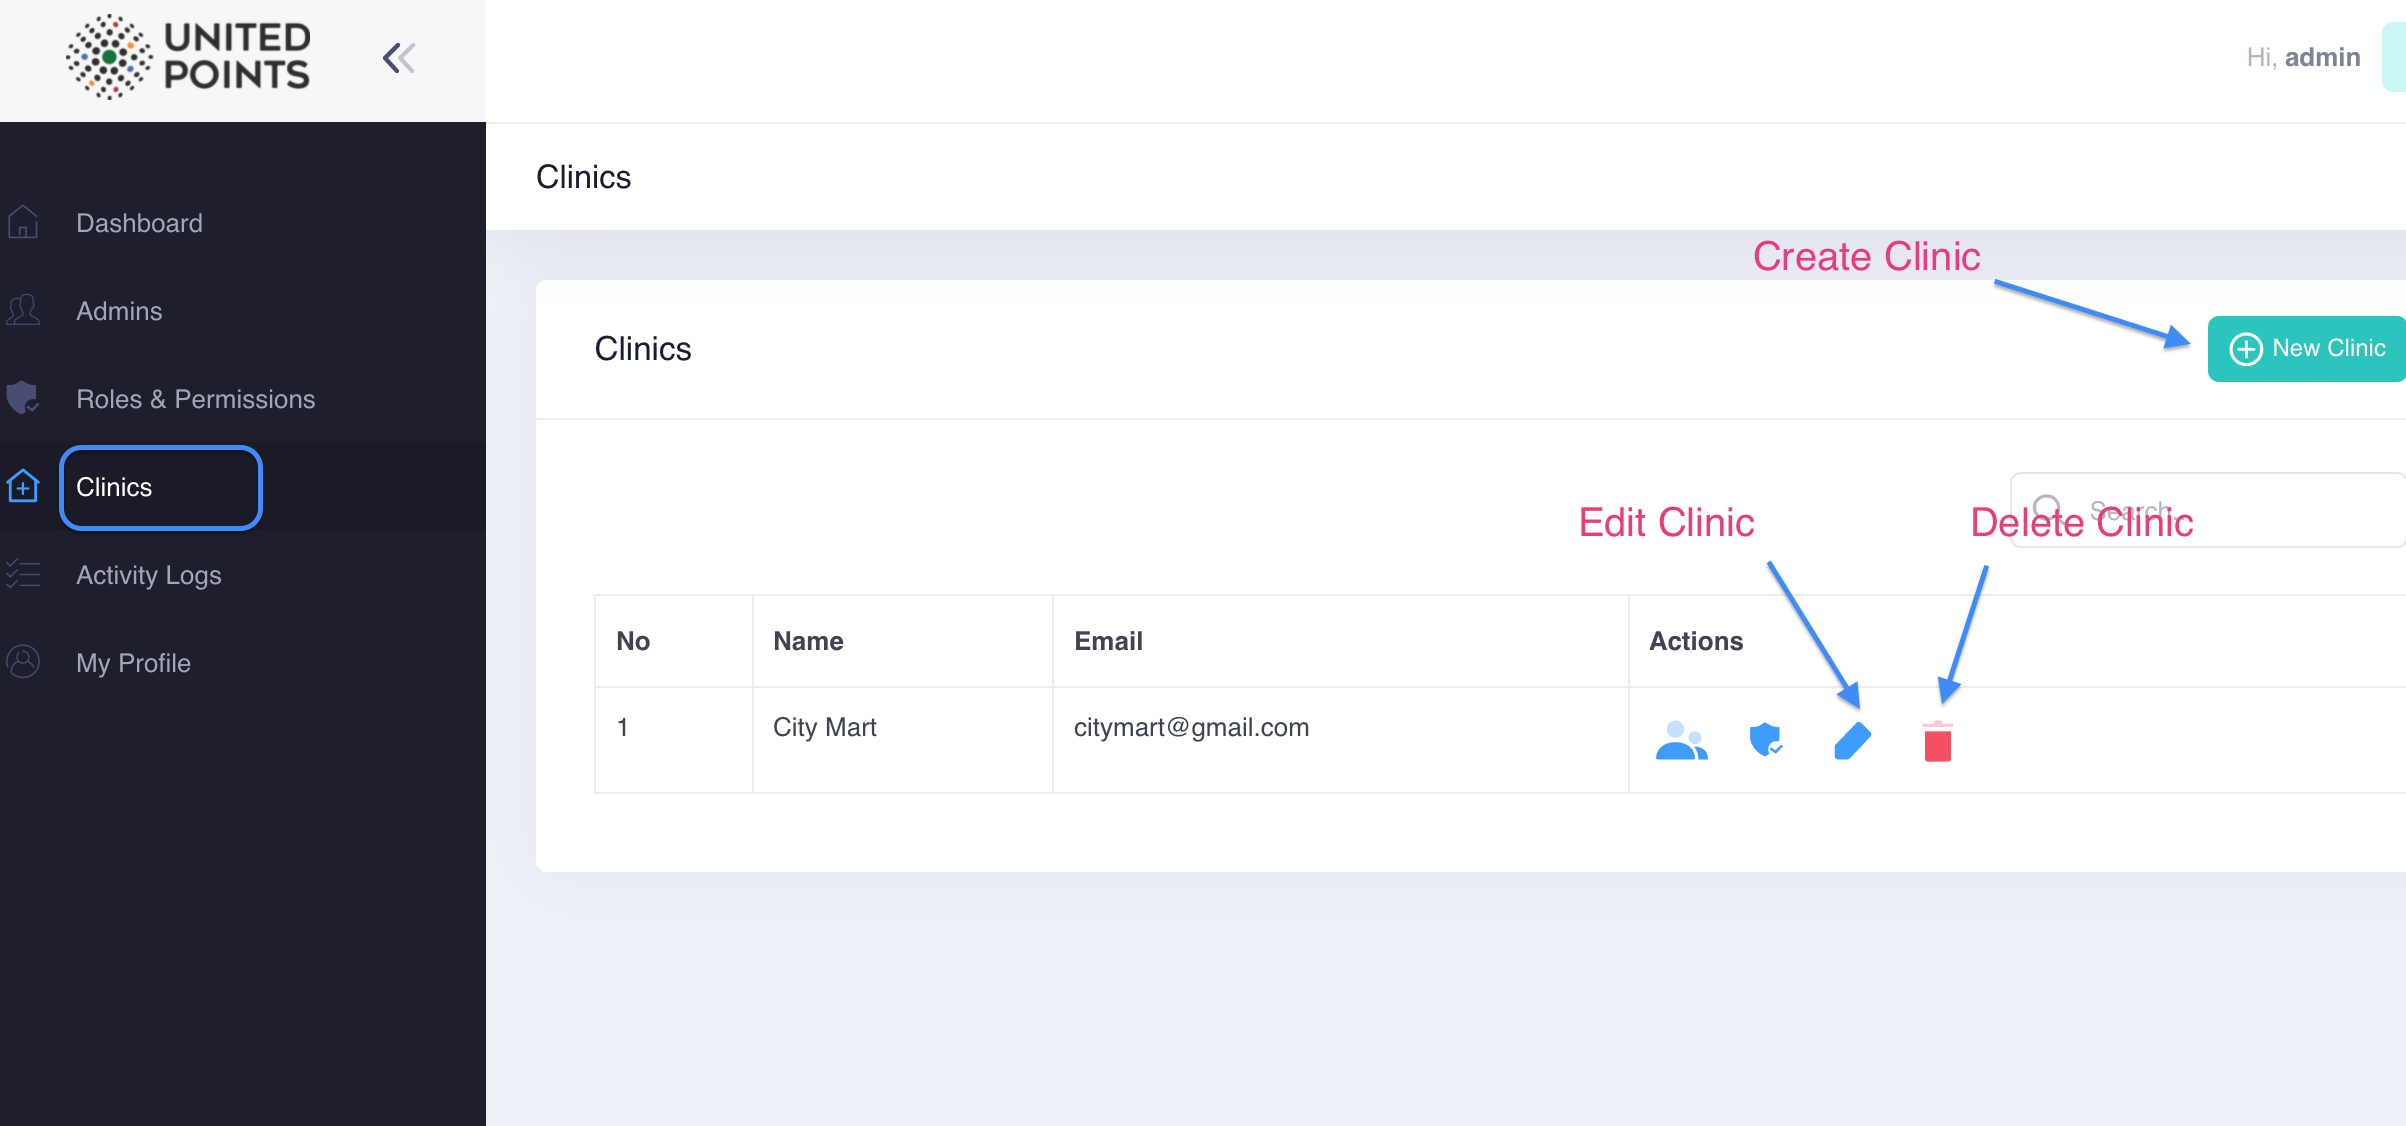 UNITED
POINTS
Hi, admin
Clinics
Dashboard
Admins
Roles & Permissions
Clinics
Activity Logs
My Profile
Create Clinic
Clinics
New Clinic
Search...
Edit Clinic
Delete Clinic
No Name Email Actions
1 City Mart citymart@gmail.com